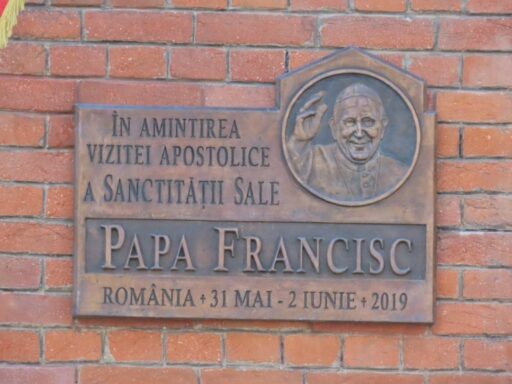 ÎN AMINTIREA
VIZITEI APOSTOLICE
A SANCTITĂȚII SALE
PAPA FRANCISC
ROMÂNIA + 31 MAI - 2 IUNIE + 2019